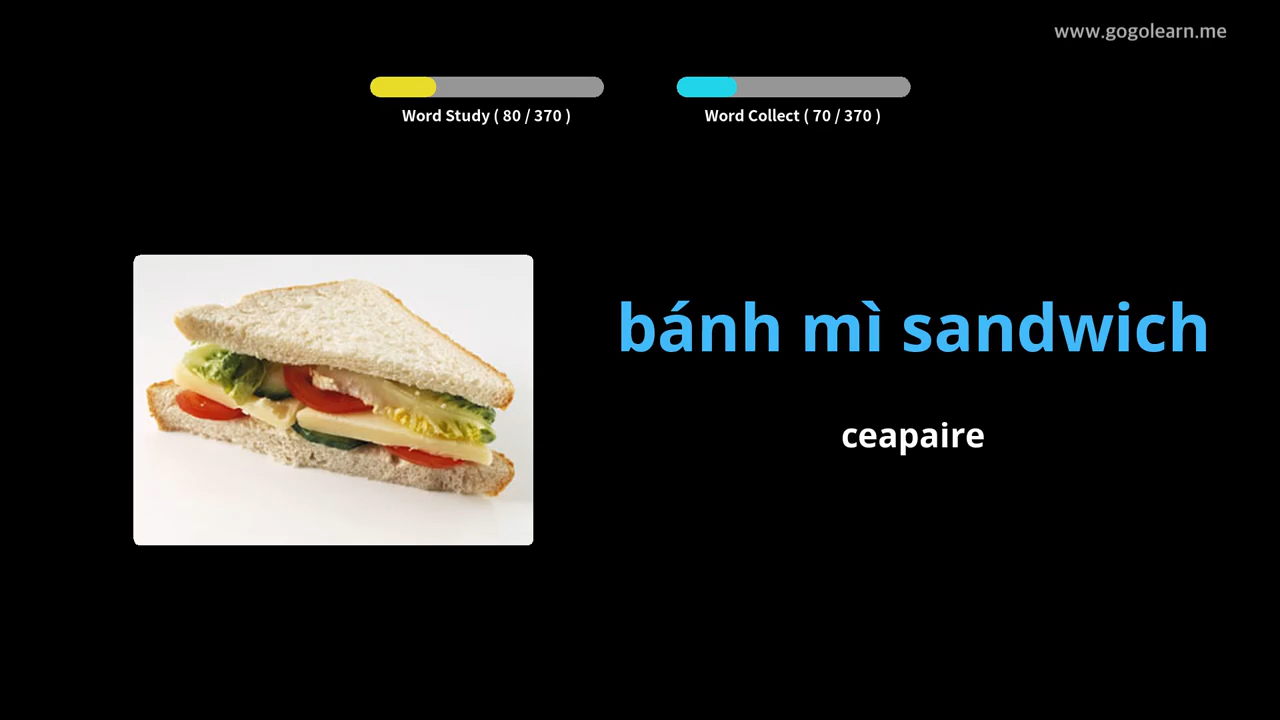 www.gogolearn.me
Word Study ( 80 / 370 )
Word Collect ( 70 / 370 )
bánh mì sandwich
ceapaire